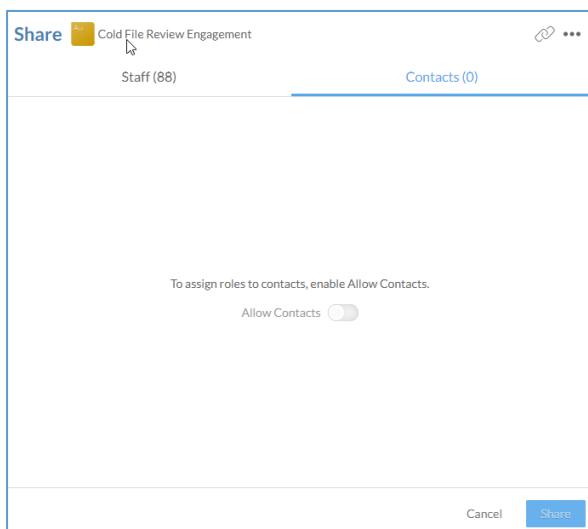 Share Cold File Review Engagement
Staff (88) Contacts (0)
To assign roles to contacts, enable Allow Contacts.
Allow Contacts
Cancel Share